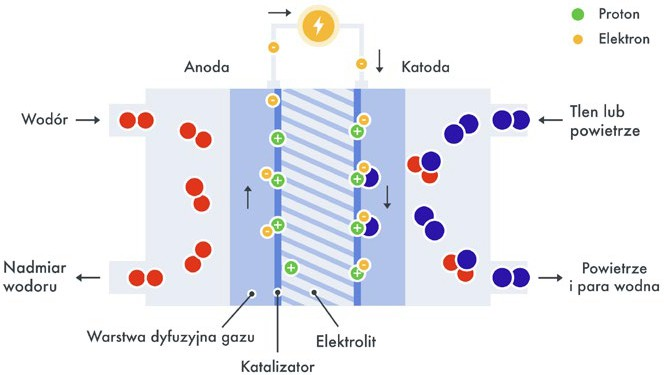 Proton
Elektron
Anoda
Katoda
Wodór
Tlen lub
powietrze
Nadmiar
wodoru
Powietrze
i para wodna
Warstwa dyfuzyjna gazu
Elektrolit
Katalizator